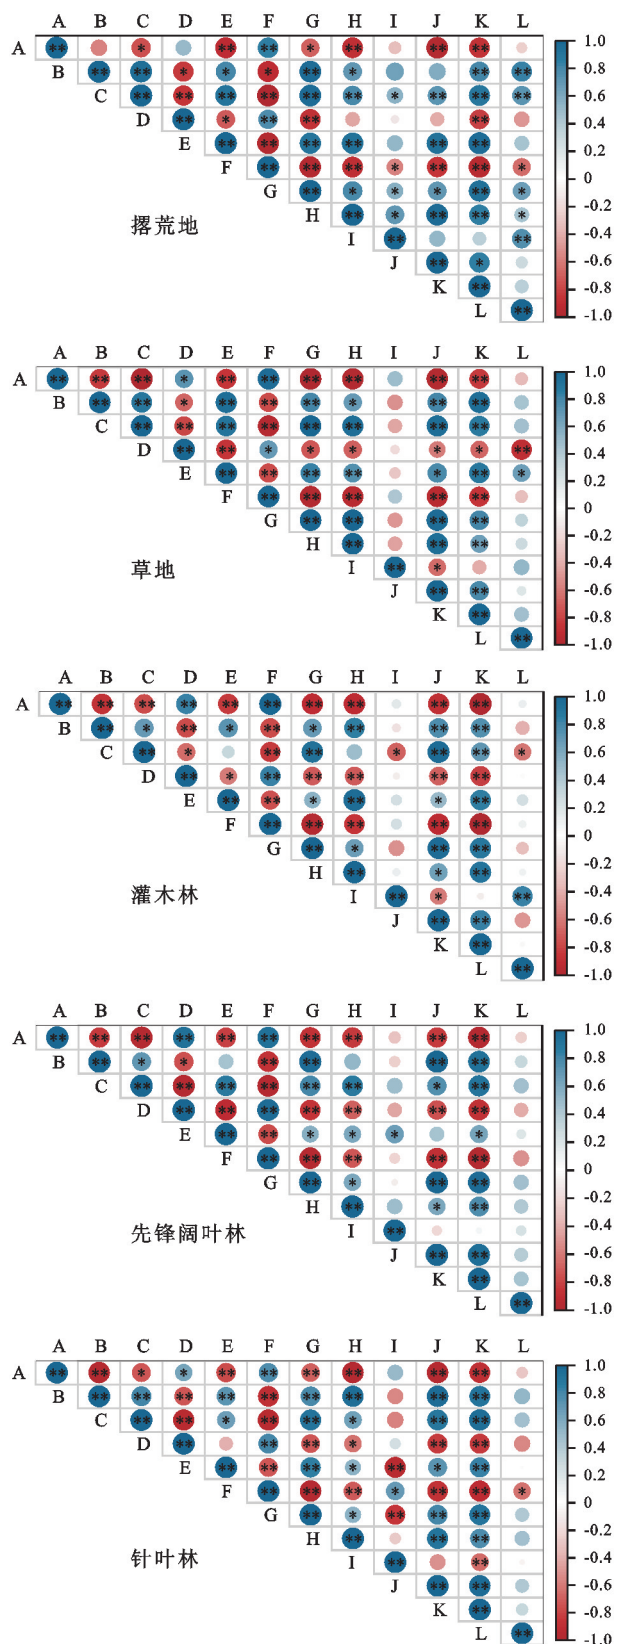 A B C D E F G H I J K L
A ** * ** ** * ** ** **
B ** ** * * * ** * ** **
C ** ** ** ** ** ** * ** ** **
D ** * ** ** **
E ** ** ** ** ** **
F ** ** ** * ** ** *
G ** * * * ** *
H ** * ** ** *
I ** **
J ** *
K **
L **
撂荒地
1.0
0.8
0.6
0.4
0.2
0
-0.2
-0.4
-0.6
-0.8
-1.0
A B C D E F G H I J K L
A ** ** ** * ** ** ** ** ** **
B ** ** * ** ** ** * ** **
C ** ** ** ** ** ** ** **
D ** ** * * * * * **
E ** ** ** ** * ** *
F ** ** ** ** **
G ** ** ** **
H ** ** **
I ** *
J ** **
K **
L **
草地
1.0
0.8
0.6
0.4
0.2
0
-0.2
-0.4
-0.6
-0.8
-1.0
A B C D E F G H I J K L
A ** ** ** ** ** ** ** ** ** **
B ** * ** * ** * ** ** **
C ** * ** ** * ** ** *
D ** * ** ** ** ** **
E ** ** * ** * **
F ** ** ** ** **
G ** * ** **
H ** * **
I ** * **
J ** **
K **
L **
灌木林
1.0
0.8
0.6
0.4
0.2
0
-0.2
-0.4
-0.6
-0.8
-1.0
A B C D E F G H I J K L
A ** ** ** ** ** ** ** ** ** **
B ** * * ** ** ** **
C ** ** ** ** ** ** * **
D ** ** ** ** ** ** **
E ** ** * * * *
F ** ** ** ** **
G ** * ** **
H ** * **
I **
J ** **
K **
L **
先锋阔叶林
1.0
0.8
0.6
0.4
0.2
0
-0.2
-0.4
-0.6
-0.8
-1.0
A B C D E F G H I J K L
A ** ** * * ** ** ** ** ** **
B ** ** ** ** ** ** ** ** **
C ** ** * ** ** * ** **
D ** ** ** * ** **
E ** ** ** * ** * **
F ** ** ** * ** ** *
G ** * ** ** **
H ** ** **
I ** **
J ** **
K **
L **
针叶林
1.0
0.8
0.6
0.4
0.2
0
-0.2
-0.4
-0.6
-0.8
-1.0